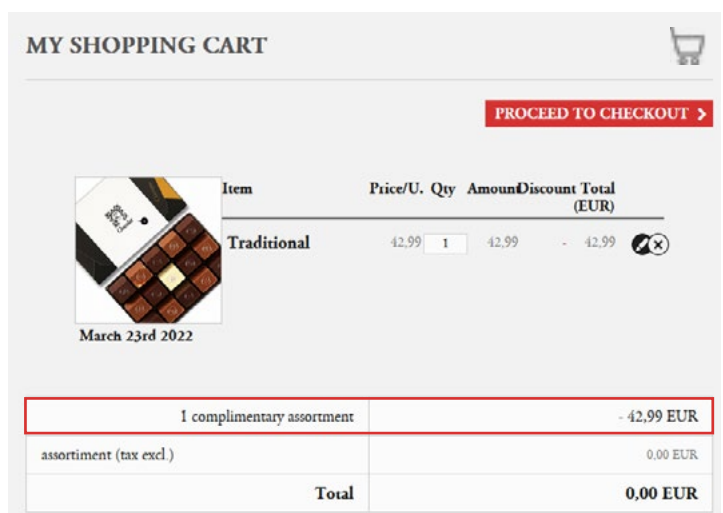 MY SHOPPING CART
PROCEED TO CHECKOUT >
Item Price/U. Qty Amount Discount Total
(EUR)
Traditional 42,99 1 42,99 - 42,99
March 23rd 2022
1 complimentary assortment - 42,99 EUR
assortiment (tax excl.) 0,00 EUR
Total 0,00 EUR